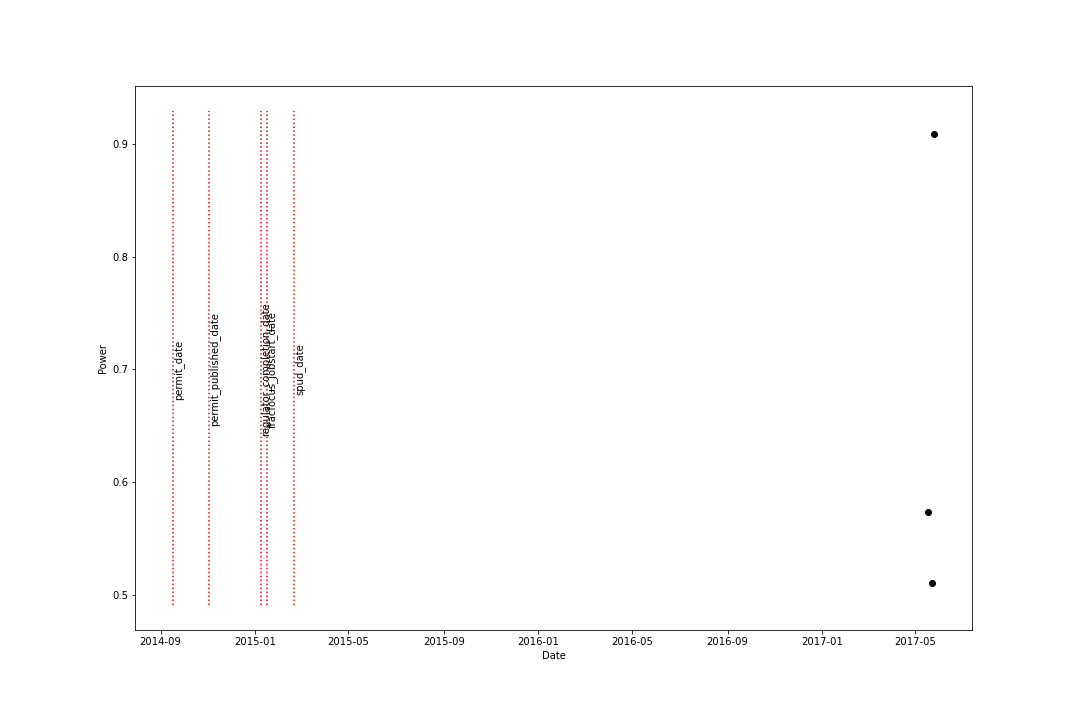 0.9
0.8
0.7
0.6
0.5
Power
permit_date
permit_published_date
regulator_completion_date
fracfocus_jobstart_date
spud_date
2014-09 2015-01 2015-05 2015-09 2016-01 2016-05 2016-09 2017-01 2017-05
Date